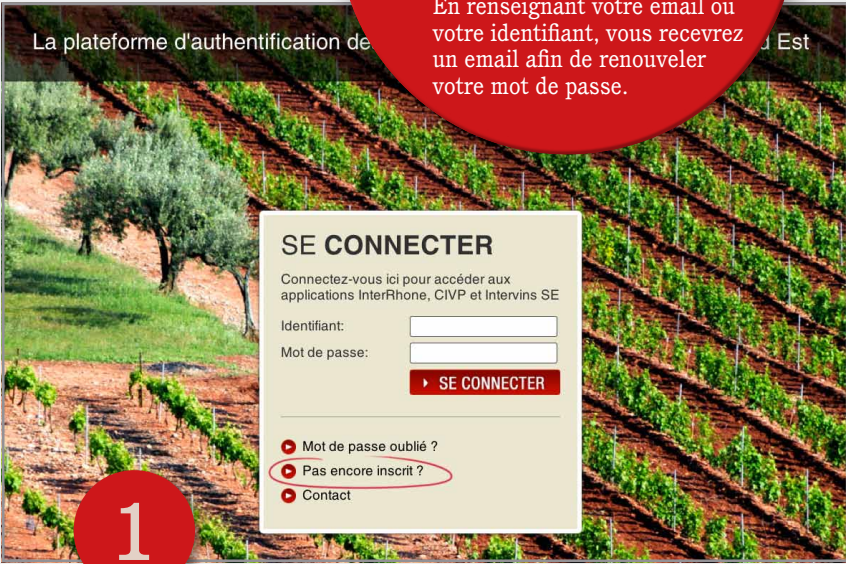 En renseignant votre email ou
votre identifiant, vous recevrez
un email afin de renouveler
votre mot de passe.
La plateforme d'authentification de
d Est
SE CONNECTER
Connectez-vous ici pour accéder aux
applications InterRhone, CIVP et Intervins SE
Identifiant:
Mot de passe:
SE CONNECTER
Mot de passe oublié ?
Pas encore inscrit ?
Contact
1